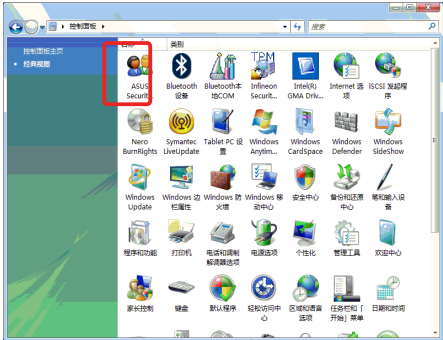 控制面板
搜索
控制面板主页
经典视图
名称 类别
ASUS Securit...
Bluetooth 设备
Bluetooth本 地COM
Infineon Securit...
Intel(R) GMA Driv...
Internet 选 项
iSCSI 发起程 序
Nero BurnRights
Symantec LiveUpdate
Tablet PC 设 置
Windows Anytim...
Windows CardSpace
Windows Defender
Windows SideShow
Windows Update
Windows 边 栏属性
Windows 防 火墙
Windows 移 动中心
安全中心
备份和还原 中心
笔和输入设 备
程序和功能
打印机
电话和调制 解调器选项
电源选项
个性化
管理工具
欢迎中心
家长控制
键盘
默认程序
轻松访问中 心
区域和语言 选项
任务栏和「 开始」菜单
日期和时间